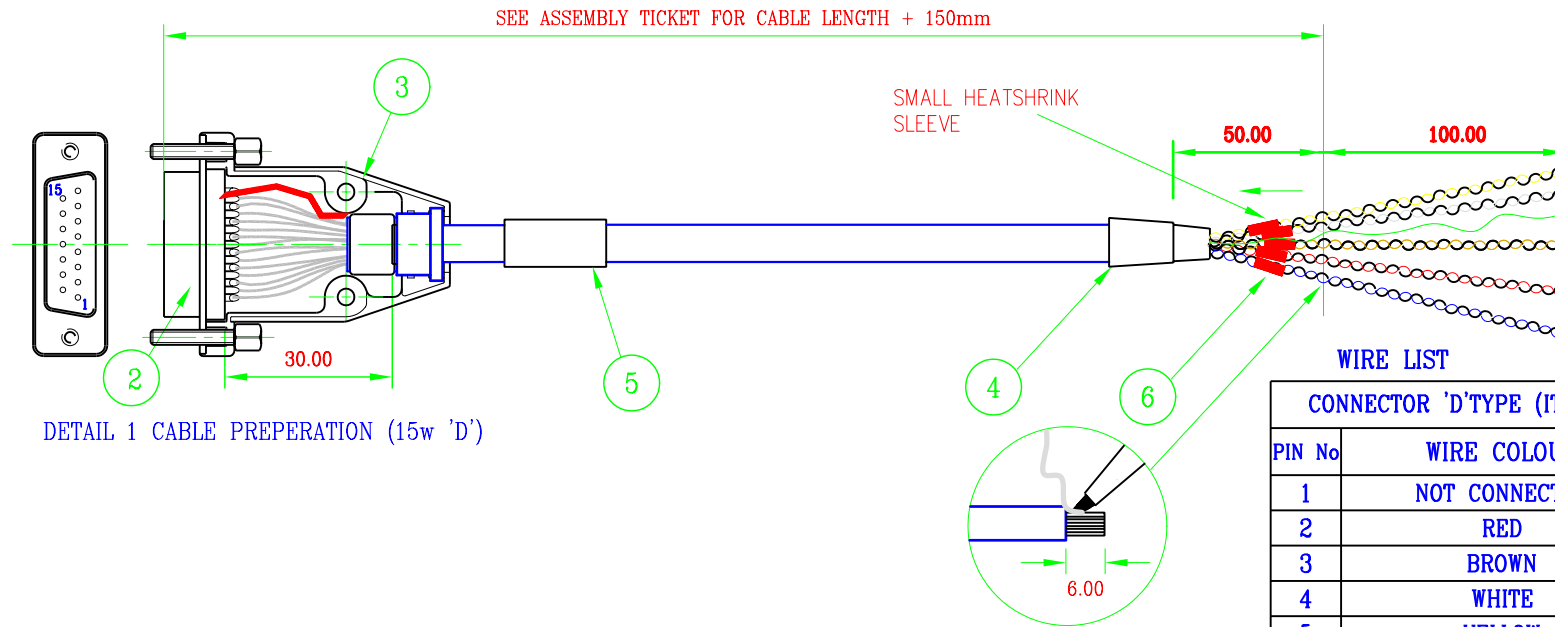 SEE ASSEMBLY TICKET FOR CABLE LENGTH + 150mm
3
SMALL HEATSHRINK
SLEEVE
50.00
100.00
15
1
30.00
2
5
4
6
DETAIL 1 CABLE PREPERATION (15w 'D')
6.00
WIRE LIST
CONNECTOR 'D'TYPE
PIN No
1
2 RED
3 BROWN
4 WHITE